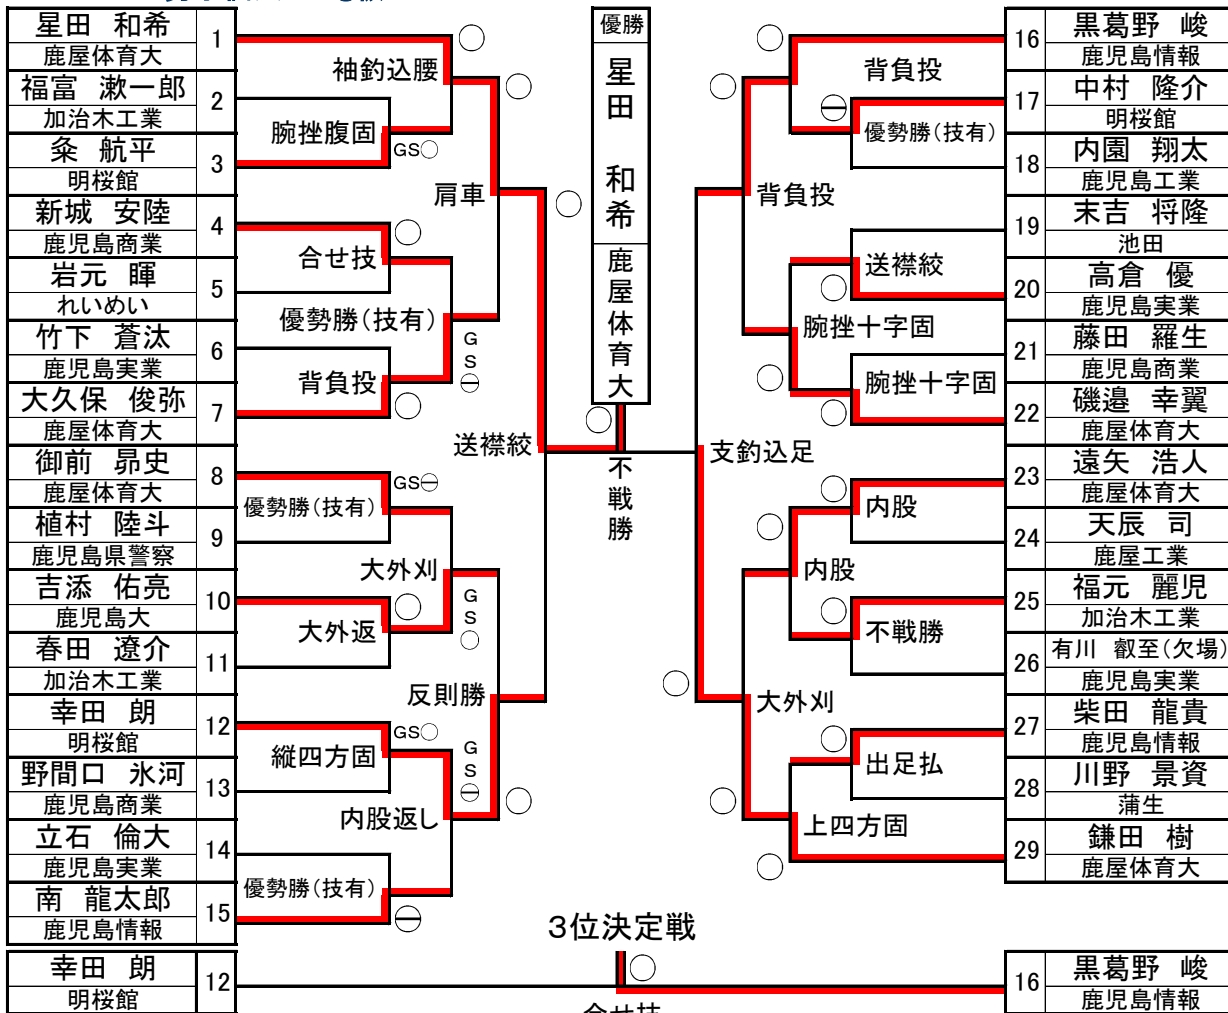 星田 和希
鹿屋体育大
1
福富 漱一郎
加治木工業
2
粂 航平
明桜館
3
新城 安陸
鹿児島商業
4
岩元 暉
れいめい
5
竹下 蒼汰
鹿児島実業
6
大久保 俊弥
鹿屋体育大
7
御前 昴史
鹿屋体育大
8
植村 陸斗
鹿児島県警察
9
吉添 佑亮
鹿児島大
10
春田 遼介
加治木工業
11
幸田 朗
明桜館
12
野間口 氷河
鹿児島商業
13
立石 倫大
鹿児島実業
14
南 龍太郎
鹿児島情報
15
袖釣込腰
腕挫腹固
GS○
肩車
合せ技
優勢勝(技有)
GS⊖
背負投
送襟絞
GS⊖
優勢勝(技有)
大外刈
GS○
大外返
反則勝
GS○
縦四方固
GS⊖
内股返し
優勢勝(技有)
優勝
星田 和希
鹿屋体育大
不戦勝
背負投
優勢勝(技有)
背負投
送襟絞
腕挫十字固
腕挫十字固
支釣込足
内股
内股
不戦勝
大外刈
出足払
上四方固
16
黒葛野 峻
鹿児島情報
17
中村 隆介
明桜館
18
内園 翔太
鹿児島工業
19
末吉 将隆
池田
20
高倉 優
鹿児島実業
21
藤田 羅生
鹿児島商業
22
磯邉 幸翼
鹿屋体育大
23
遠矢 浩人
鹿屋体育大
24
天辰 司
鹿屋工業
25
福元 麗児
加治木工業
26
有川 叡至(欠場)
鹿児島実業
27
柴田 龍貴
鹿児島情報
28
川野 景資
蒲生
29
鎌田 樹
鹿屋体育大
3位決定戦
幸田 朗
明桜館
12
合せ技
16
黒葛野 峻
鹿児島情報